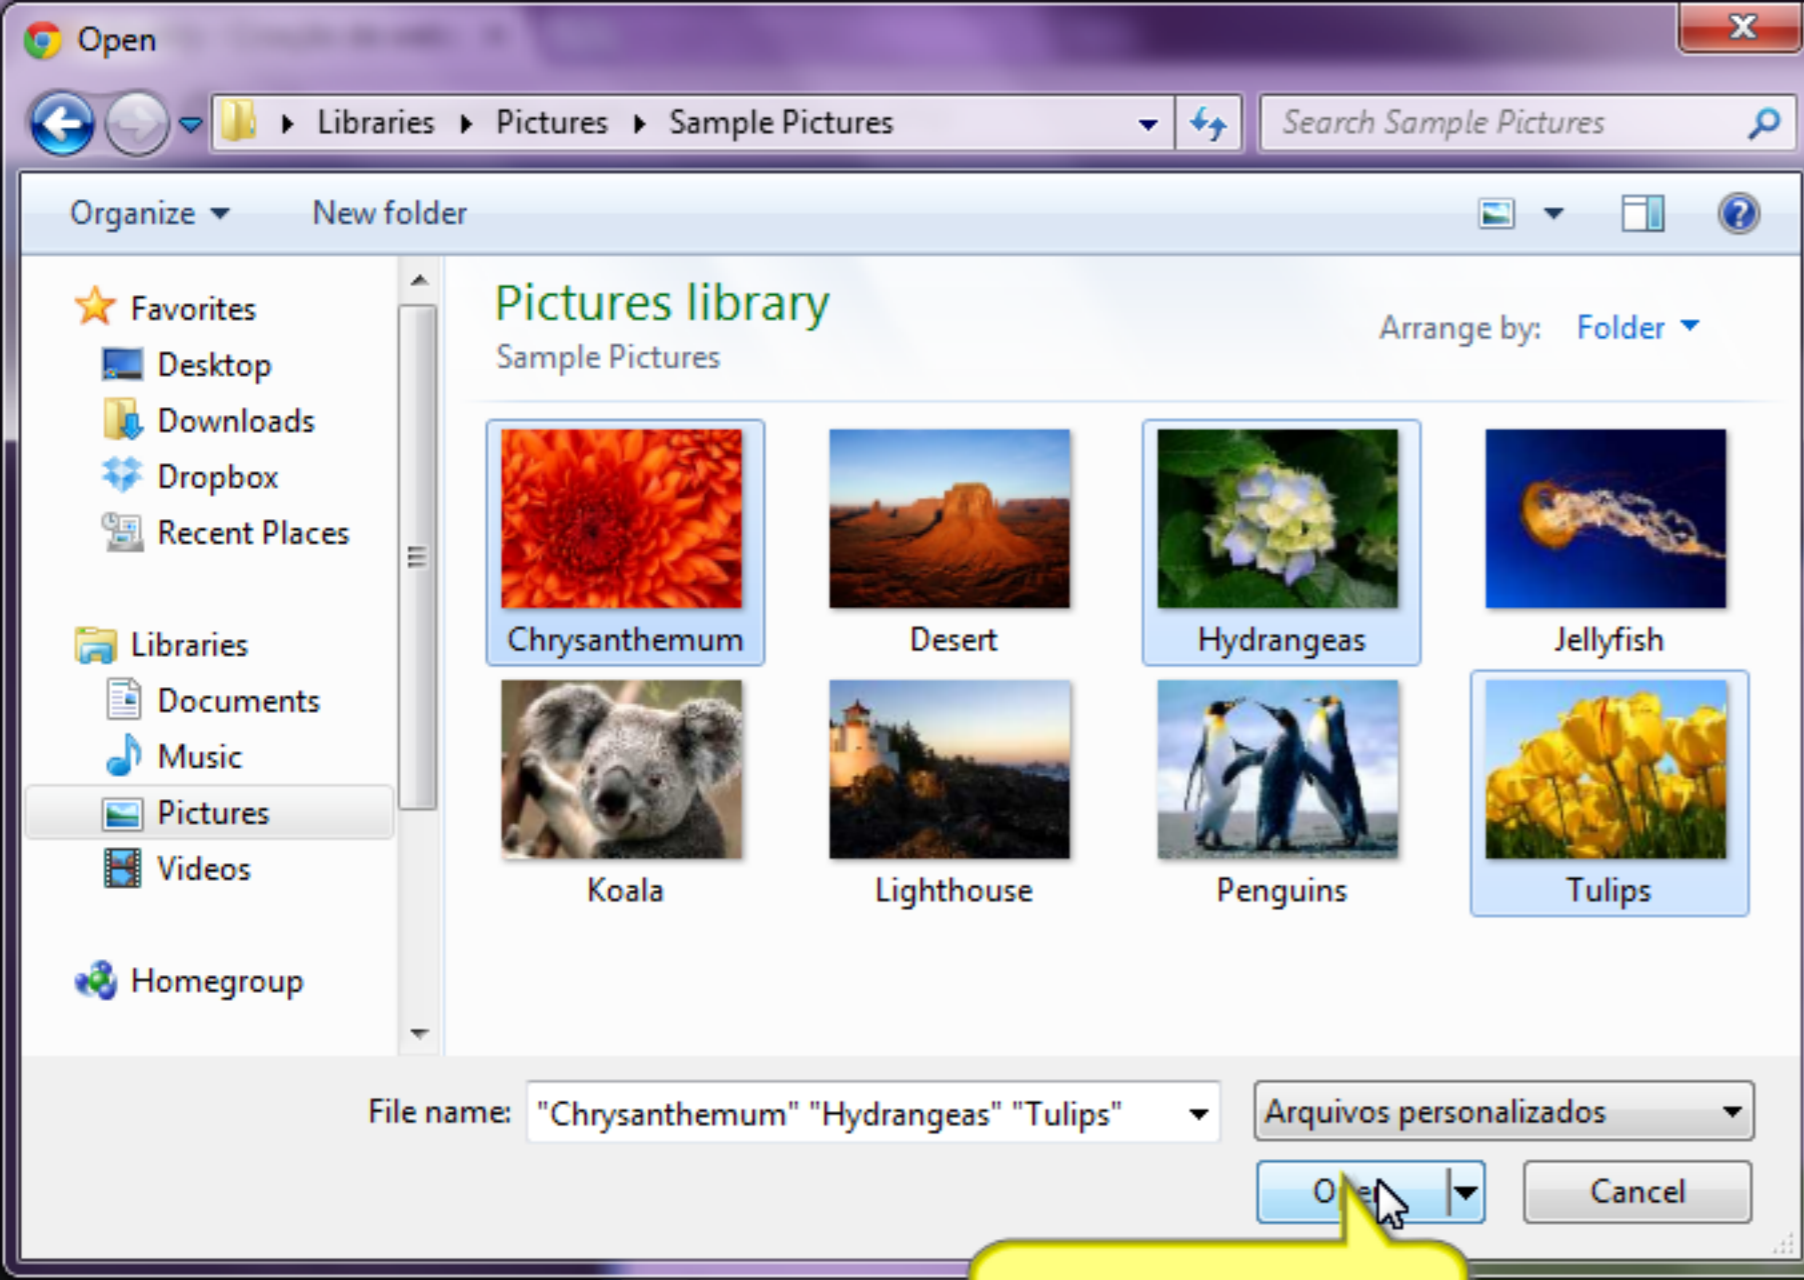 Open
Libraries Pictures Sample Pictures
Search Sample Pictures
Organize New folder
Favorites
Desktop
Downloads
Dropbox
Recent Places
Libraries
Documents
Music
Pictures
Videos
Homegroup
Pictures library
Sample Pictures
Arrange by: Folder
Chrysanthemum Desert Hydrangeas Jellyfish
Koala Lighthouse Penguins Tulips
File name: "Chrysanthemum" "Hydrangeas" "Tulips" Arquivos personalizados
Cancel